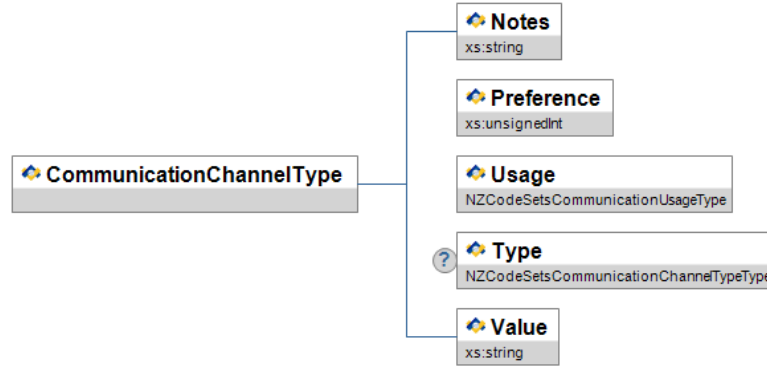 Notes
xs:string
Preference
xs:unsignedInt
CommunicationChannelType
Usage
NZCodeSetsCommunicationUsageType
?
Type
NZCodeSetsCommunicationChannelTypeType
Value
xs:string